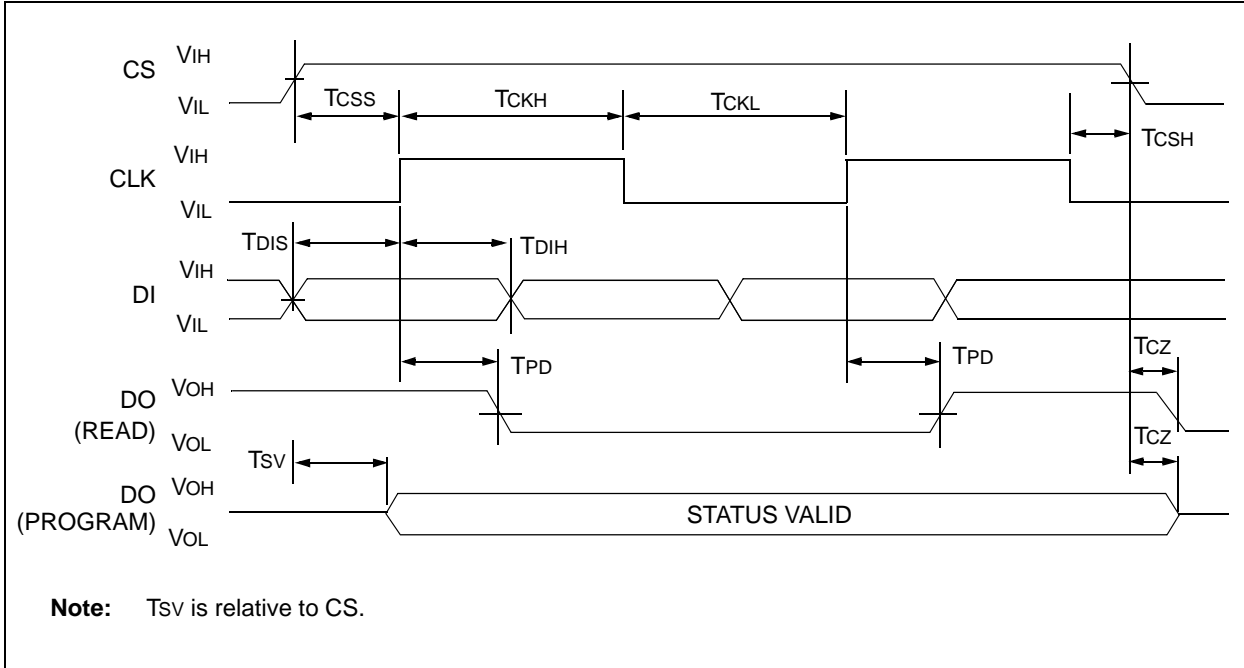 CS
VIH
VIL
TCSS
TCKH
TCKL
TCSH
CLK
VIH
VIL
TDIS
TDIH
DI
VIH
VIL
TPD
TPD
TCZ
DO
(READ)
VOH
VOL
TCZ
TSV
DO
(PROGRAM)
VOH
VOL
STATUS VALID
Note: TSV is relative to CS.